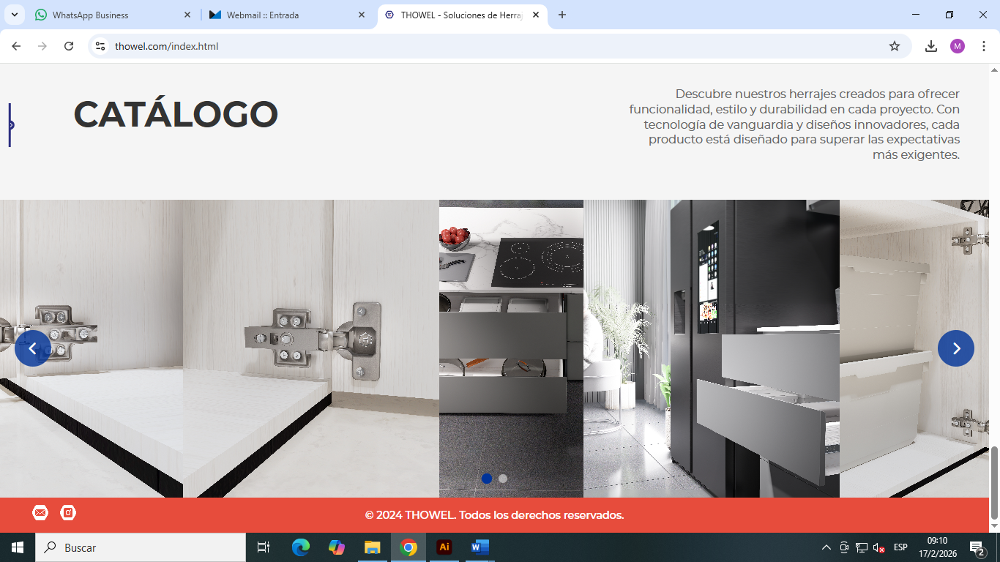 WhatsApp Business
Webmail :: Entrada
THOWEL - Soluciones de Herraj
thowel.com/index.html
M
CATÁLOGO
Descubre nuestros herrajes creados para ofrecer
funcionalidad, estilo y durabilidad en cada proyecto. Con
tecnología de vanguardia y diseños innovadores, cada
producto está diseñado para superar las expectativas
más exigentes.
© 2024 THOWEL. Todos los derechos reservados.
Buscar
Ai
W
ESP
09:10
17/2/2026
2